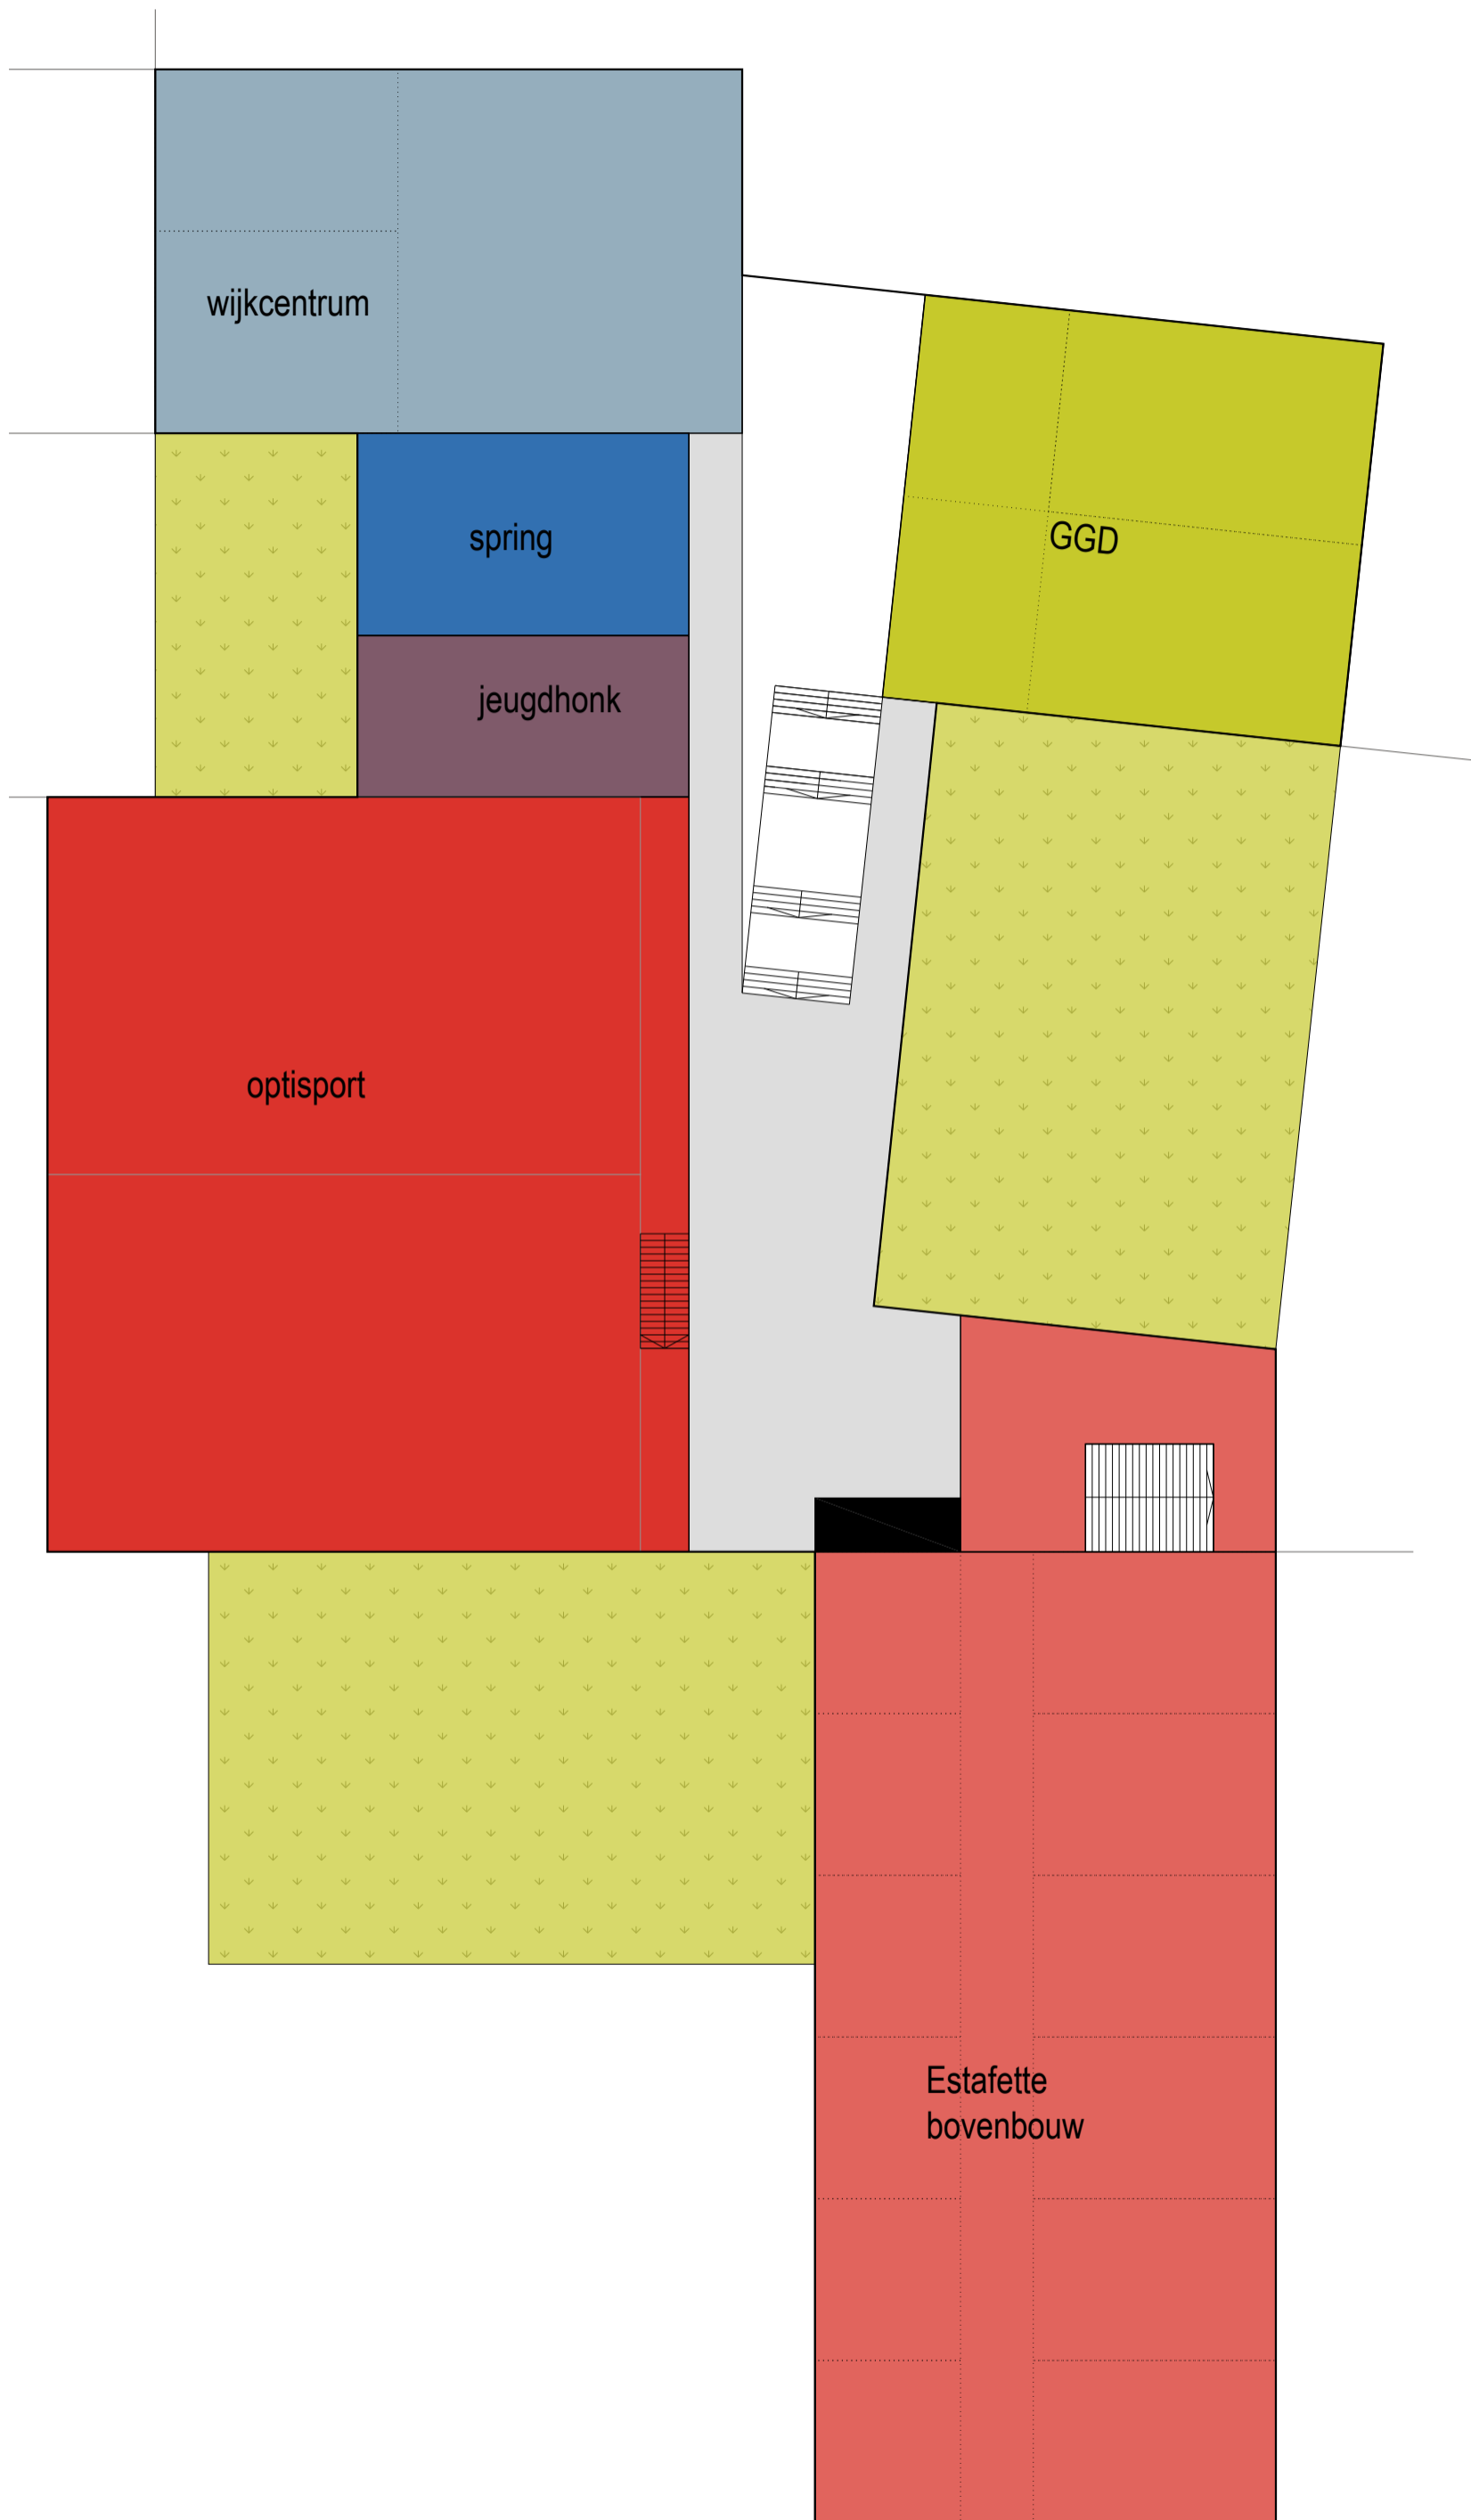 wijkcentrum
spring
GGD
jeugdhonk
optisport
Estafette
bovenbouw